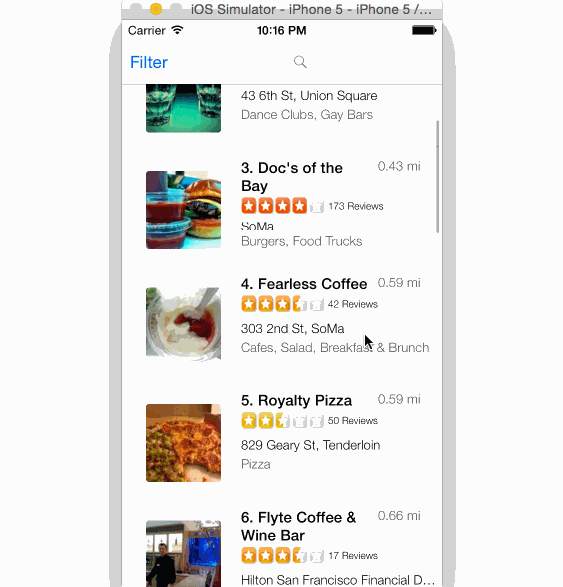 iOS Simulator - iPhone 5 - iPhone 5 /...
Carrier 10:16 PM
Filter
43 6th St, Union Square
Dance Clubs, Gay Bars
3. Doc's of the 0.43 mi
Bay
173 Reviews
SoMa
Burgers, Food Trucks
4. Fearless Coffee 0.59 mi
42 Reviews
303 2nd St, SoMa
Cafes, Salad, Breakfast & Brunch
5. Royalty Pizza 0.59 mi
50 Reviews
829 Geary St, Tenderloin
Pizza
6. Flyte Coffee & 0.66 mi
Wine Bar
17 Reviews
Hilton San Francisco Financial D...